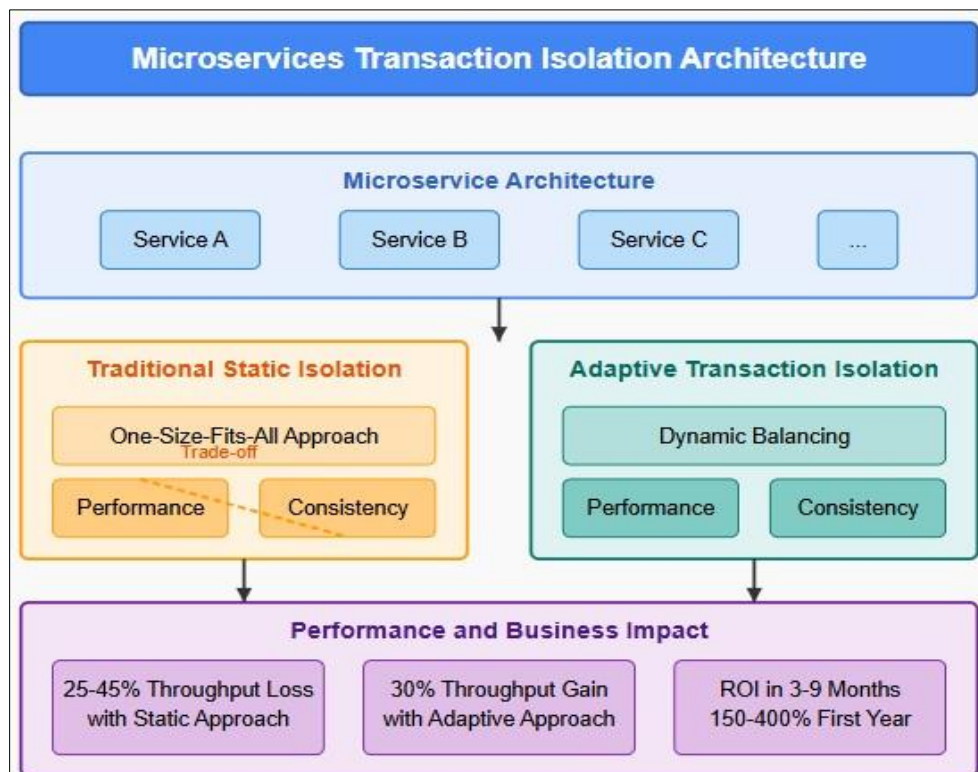 Microservices Transaction Isolation Architecture
Microservice Architecture
Service A
Service B
Service C
...
Traditional Static Isolation
One-Size-Fits-All Approach
Trade-off
Performance
Consistency
Adaptive Transaction Isolation
Dynamic Balancing
Performance
Consistency
Performance and Business Impact
25-45% Throughput Loss
with Static Approach
30% Throughput Gain
with Adaptive Approach
ROI in 3-9 Months
150-400% First Year